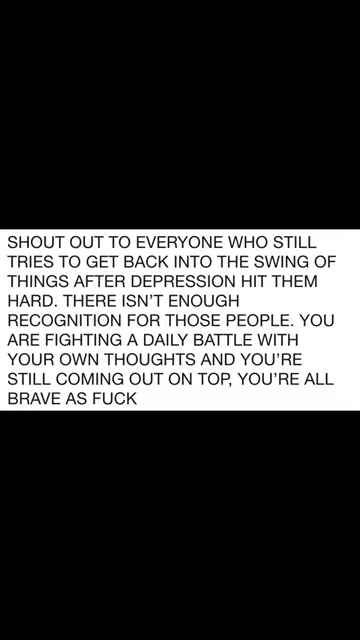 SHOUT OUT TO EVERYONE WHO STILL
TRIES TO GET BACK INTO THE SWING OF
THINGS AFTER DEPRESSION HIT THEM
HARD. THERE ISN'T ENOUGH
RECOGNITION FOR THOSE PEOPLE. YOU
ARE FIGHTING A DAILY BATTLE WITH
YOUR OWN THOUGHTS AND YOU'RE
STILL COMING OUT ON TOP, YOU'RE ALL
BRAVE AS FUCK